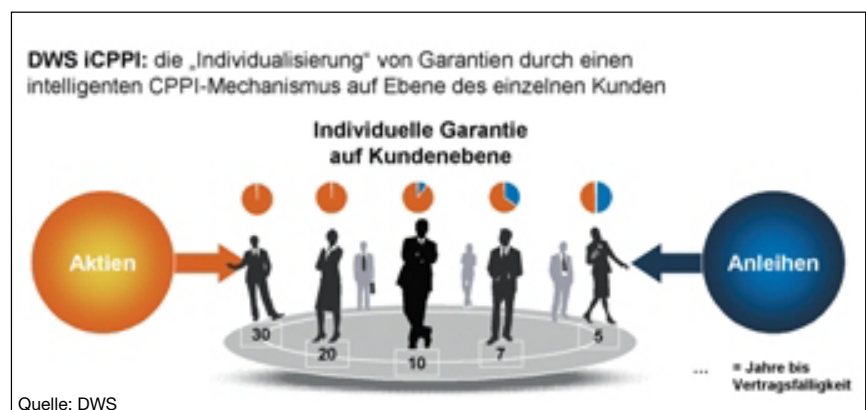 DWS iCPPI: die „Individualisierung" von Garantien durch einen
intelligenten CPPI-Mechanismus auf Ebene des einzelnen Kunden
Individuelle Garantie
auf Kundenebene
Aktien
Anleihen
30
20
10
7
5
... = Jahre bis
Vertragsfälligkeit
Quelle: DWS